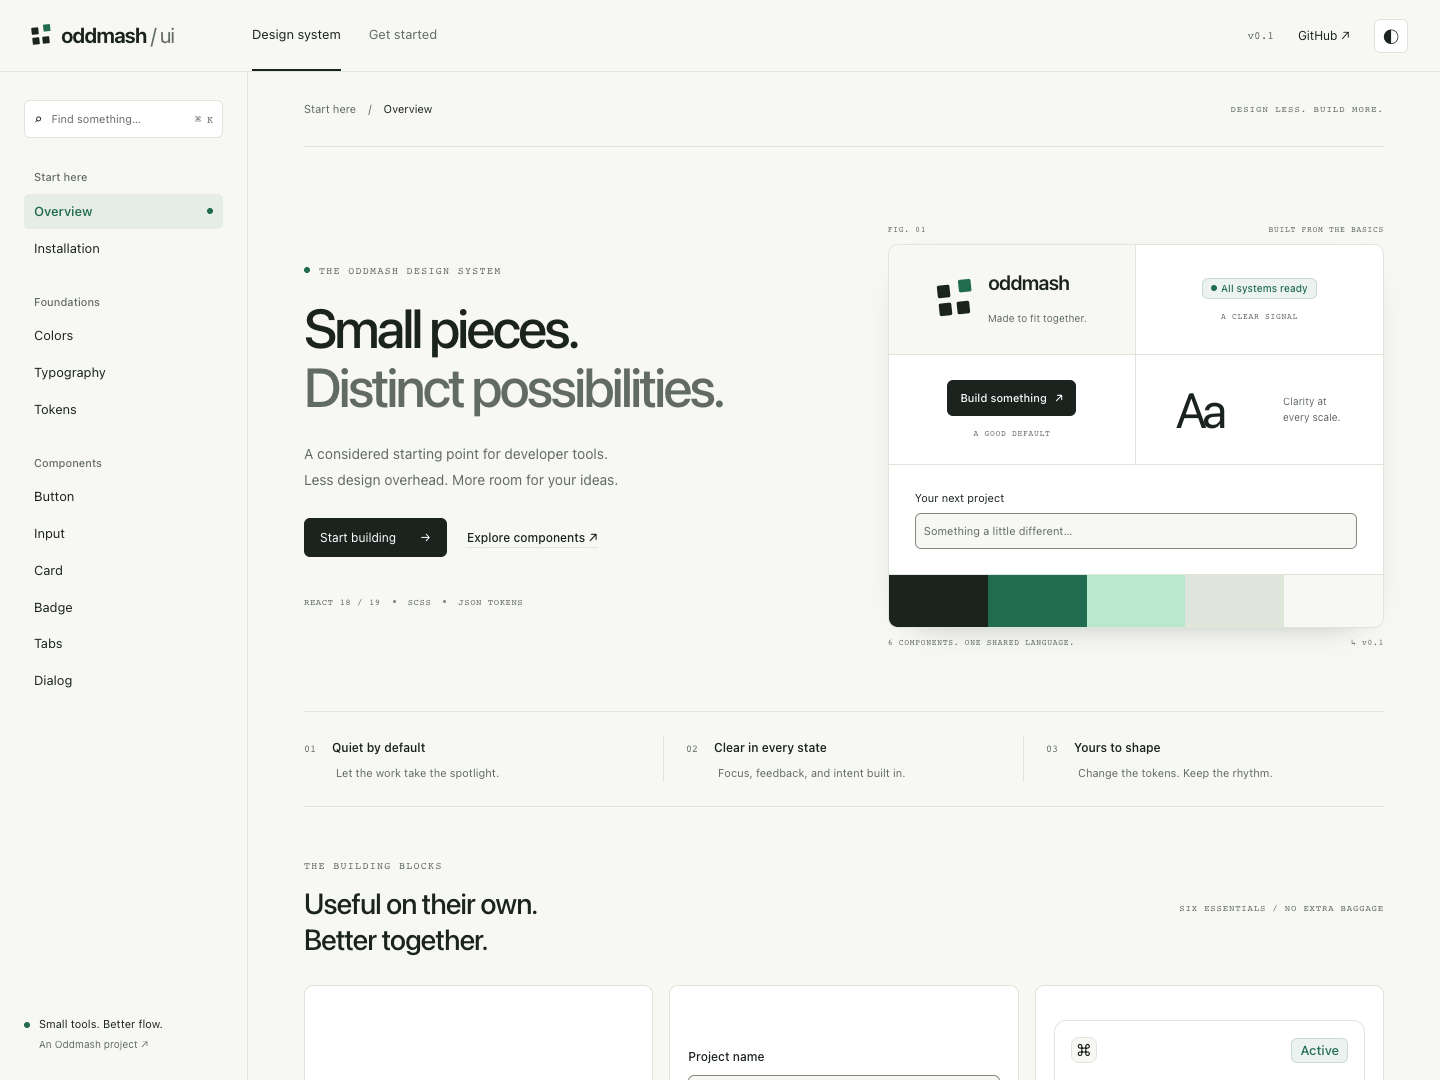 oddmash / ui
Design system
Get started
v0.1
GitHub ↗
Find something...
⌘ K
Start here
Overview
Installation
Foundations
Colors
Typography
Tokens
Components
Button
Input
Card
Badge
Tabs
Dialog
Small tools. Better flow.
An Oddmash project ↗
Start here / Overview
DESIGN LESS. BUILD MORE.
THE ODDMASH DESIGN SYSTEM
Small pieces.
Distinct possibilities.
A considered starting point for developer tools.
Less design overhead. More room for your ideas.
Start building →
Explore components ↗
REACT 18 / 19 • SCSS • JSON TOKENS
FIG. 01
BUILT FROM THE BASICS
oddmash
Made to fit together.
All systems ready
A CLEAR SIGNAL
Build something ↗
A GOOD DEFAULT
Aa
Clarity at
every scale.
Your next project
Something a little different...
6 COMPONENTS. ONE SHARED LANGUAGE.
↳ v0.1
01 Quiet by default
Let the work take the spotlight.
02 Clear in every state
Focus, feedback, and intent built in.
03 Yours to shape
Change the tokens. Keep the rhythm.
THE BUILDING BLOCKS
Useful on their own.
Better together.
SIX ESSENTIALS / NO EXTRA BAGGAGE
Project name
⌘
Active